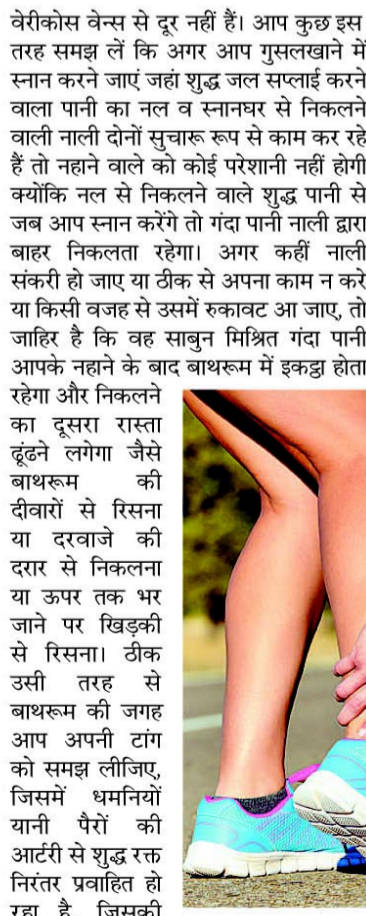 वेरीकोस वेन्स से दूर नहीं हैं। आप कुछ इस
तरह समझ लें कि अगर आप गुसलखाने में
स्नान करने जाएं जहां शुद्ध जल सप्लाई करने
वाला पानी का नल व स्नानघर से निकलने
वाली नाली दोनों सुचारू रूप से काम कर रहे
हैं तो नहाने वाले को कोई परेशानी नहीं होगी
क्योंकि नल से निकलने वाले शुद्ध पानी से
जब आप स्नान करेंगे तो गंदा पानी नाली द्वारा
बाहर निकलता रहेगा। अगर कहीं नाली
संकरी हो जाए या ठीक से अपना काम न करे
या किसी वजह से उसमें रुकावट आ जाए, तो
जाहिर है कि वह साबुन मिश्रित गंदा पानी
आपके नहाने के बाद बाथरूम में इकट्ठा होता
रहेगा और निकलने
का दूसरा रास्ता
ढूंढने लगेगा जैसे
बाथरूम की
दीवारों से रिसना
या दरवाजे की
दरार से निकलना
या ऊपर तक भर
जाने पर खिड़की
से रिसना। ठीक
उसी तरह से
बाथरूम की जगह
आप अपनी टांग
को समझ लीजिए,
जिसमें धमनियों
यानी पैरों की
आर्टरी से शुद्ध रक्त
निरंतर प्रवाहित हो
रहा है, जिसकी